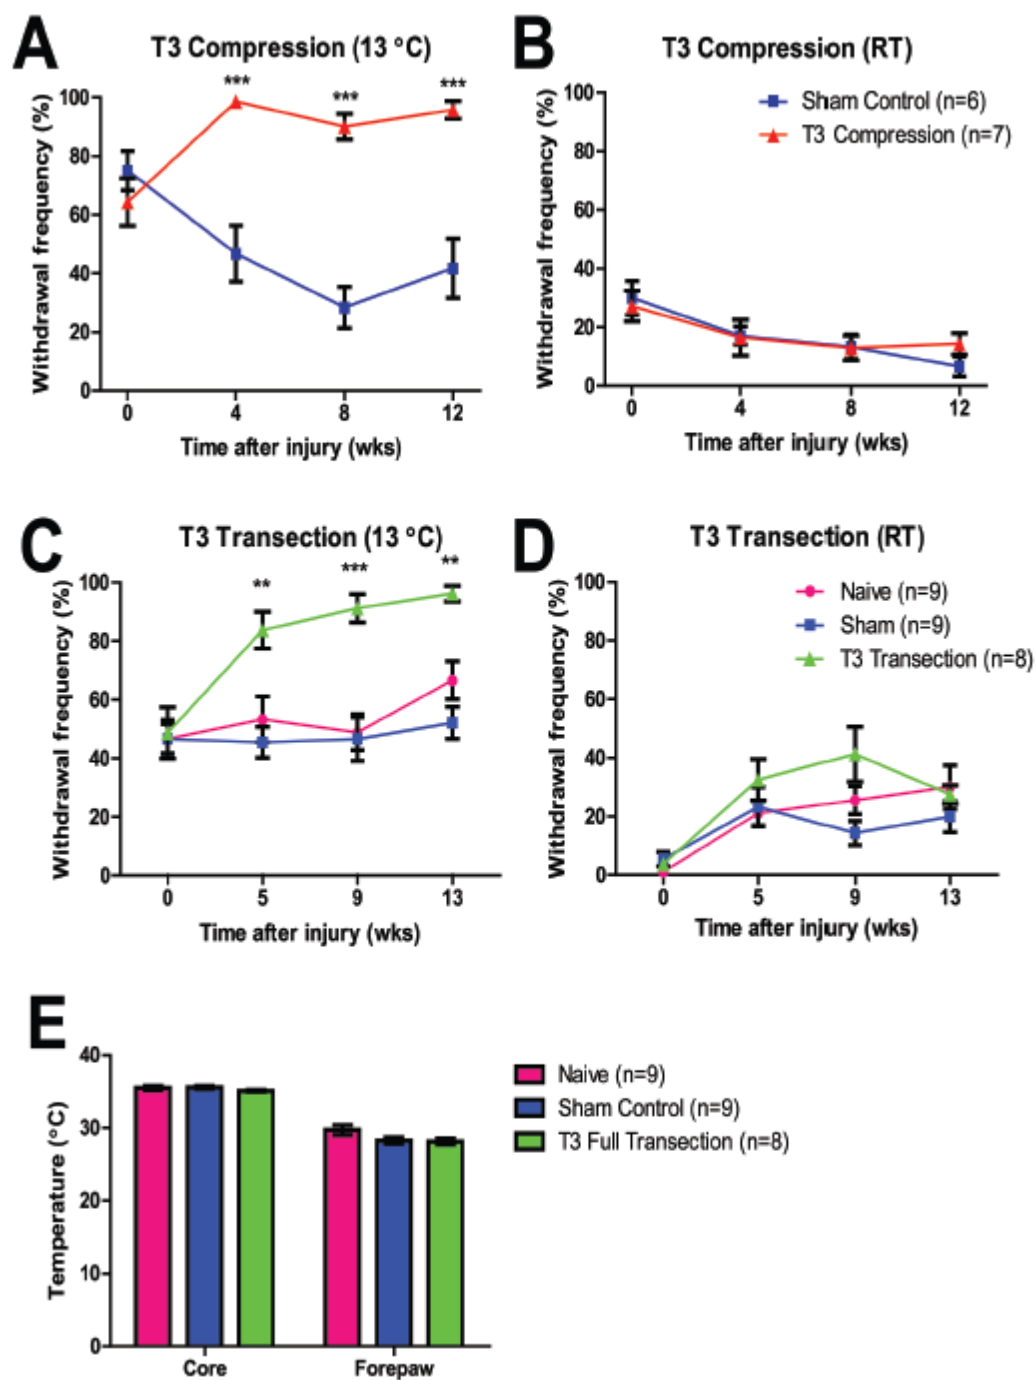 A
T3 Compression (13 °C)
***
***
***
Withdrawal frequency (%)
100
80
60
40
20
0
0 4 8 12
Time after injury (wks)
B
T3 Compression (RT)
Sham Control (n=6)
T3 Compression (n=7)
Withdrawal frequency (%)
100
80
60
40
20
0
0 4 8 12
Time after injury (wks)
C
T3 Transection (13 °C)
**
***
**
Withdrawal frequency (%)
100
80
60
40
20
0
0 5 9 13
Time after injury (wks)
D
T3 Transection (RT)
Naive (n=9)
Sham (n=9)
T3 Transection (n=8)
Withdrawal frequency (%)
100
80
60
40
20
0
0 5 9 13
Time after injury (wks)
E
Temperature (°C)
40
30
20
10
0
Core Forepaw
Naive (n=9)
Sham Control (n=9)
T3 Full Transection (n=8)